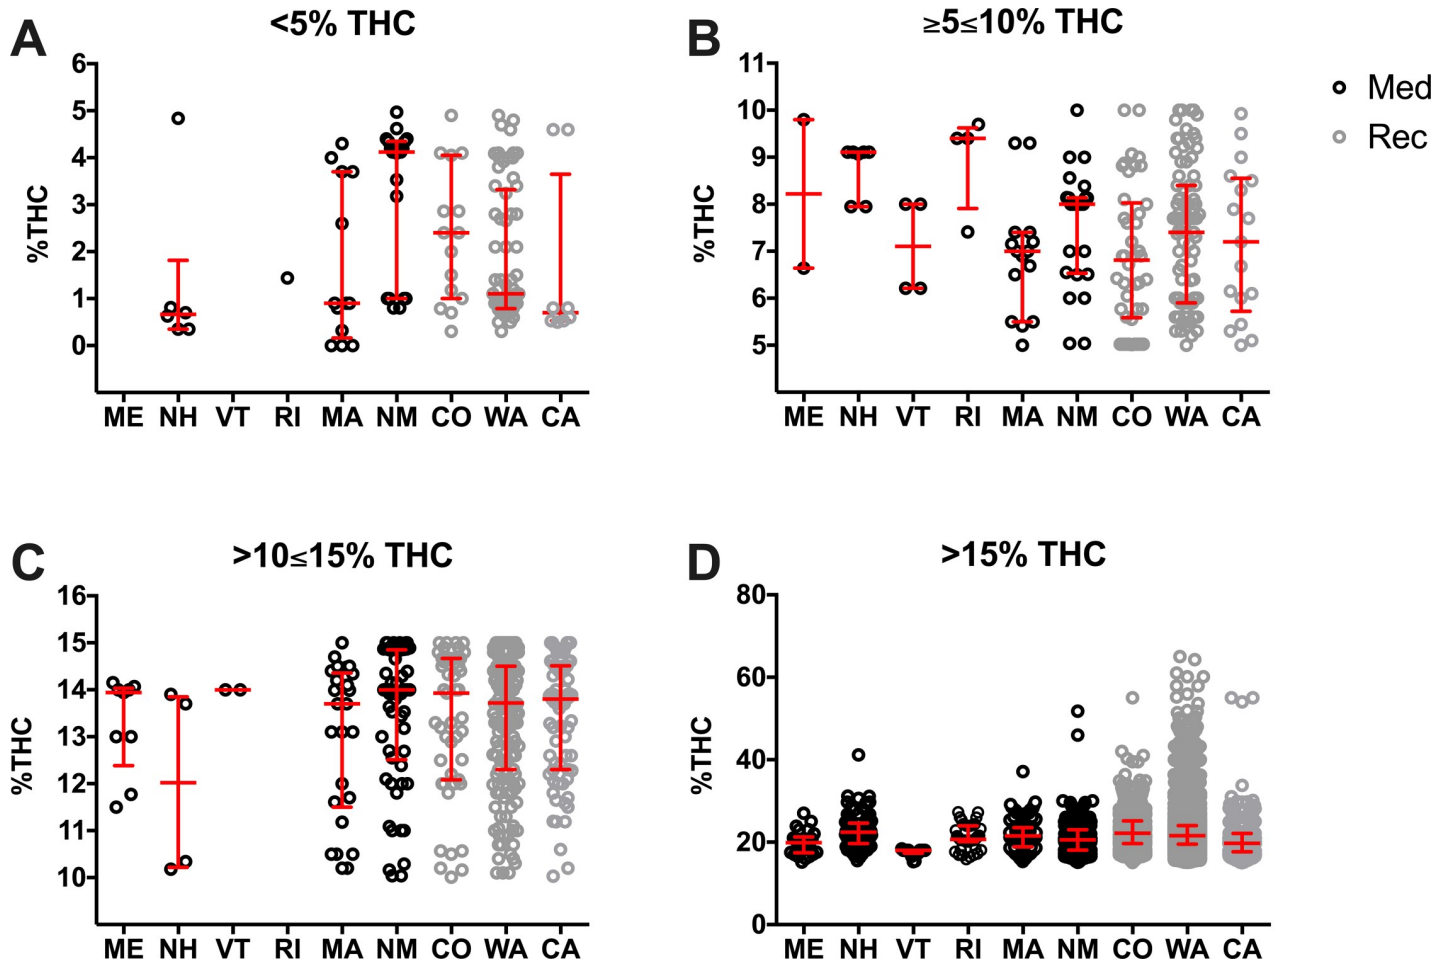 A
<5% THC
%THC
6
5
4
3
2
1
0
ME NH VT RI MA NM CO WA CA
B
≥5≤10% THC
%THC
11
10
9
8
7
6
5
ME NH VT RI MA NM CO WA CA
Med
Rec
C
>10≤15% THC
%THC
16
15
14
13
12
11
10
ME NH VT RI MA NM CO WA CA
D
>15% THC
%THC
80
60
40
20
0
ME NH VT RI MA NM CO WA CA